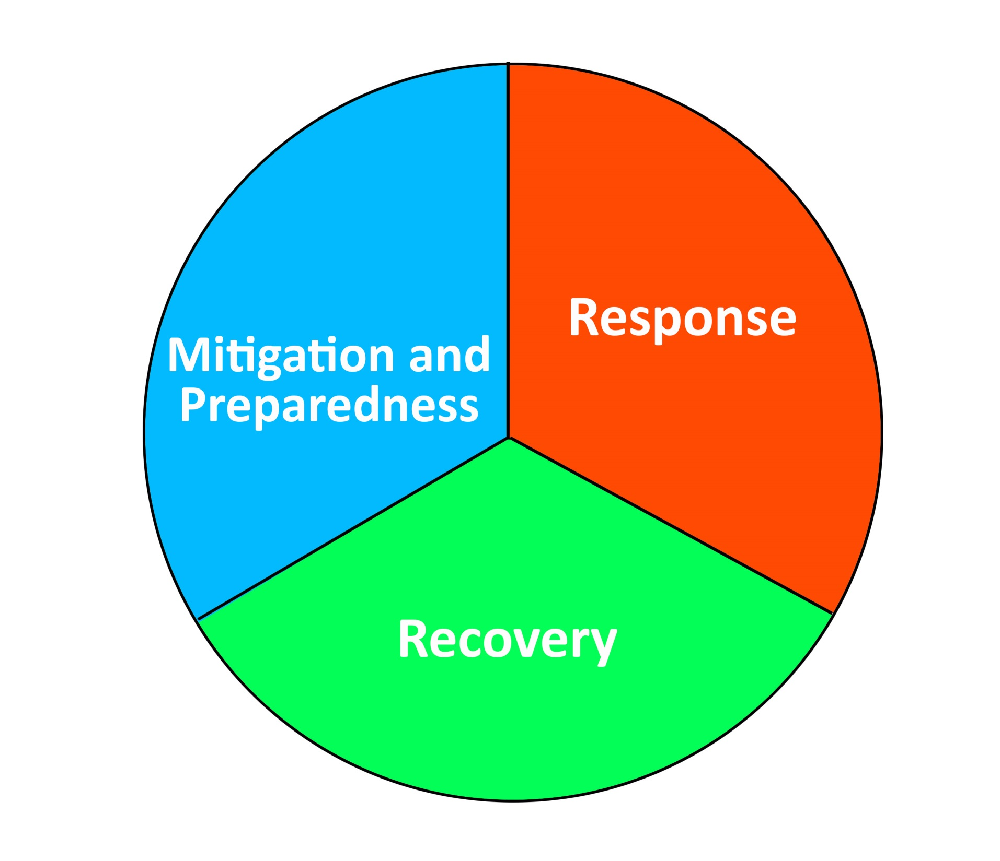 Response
Mitigation and
Preparedness
Recovery